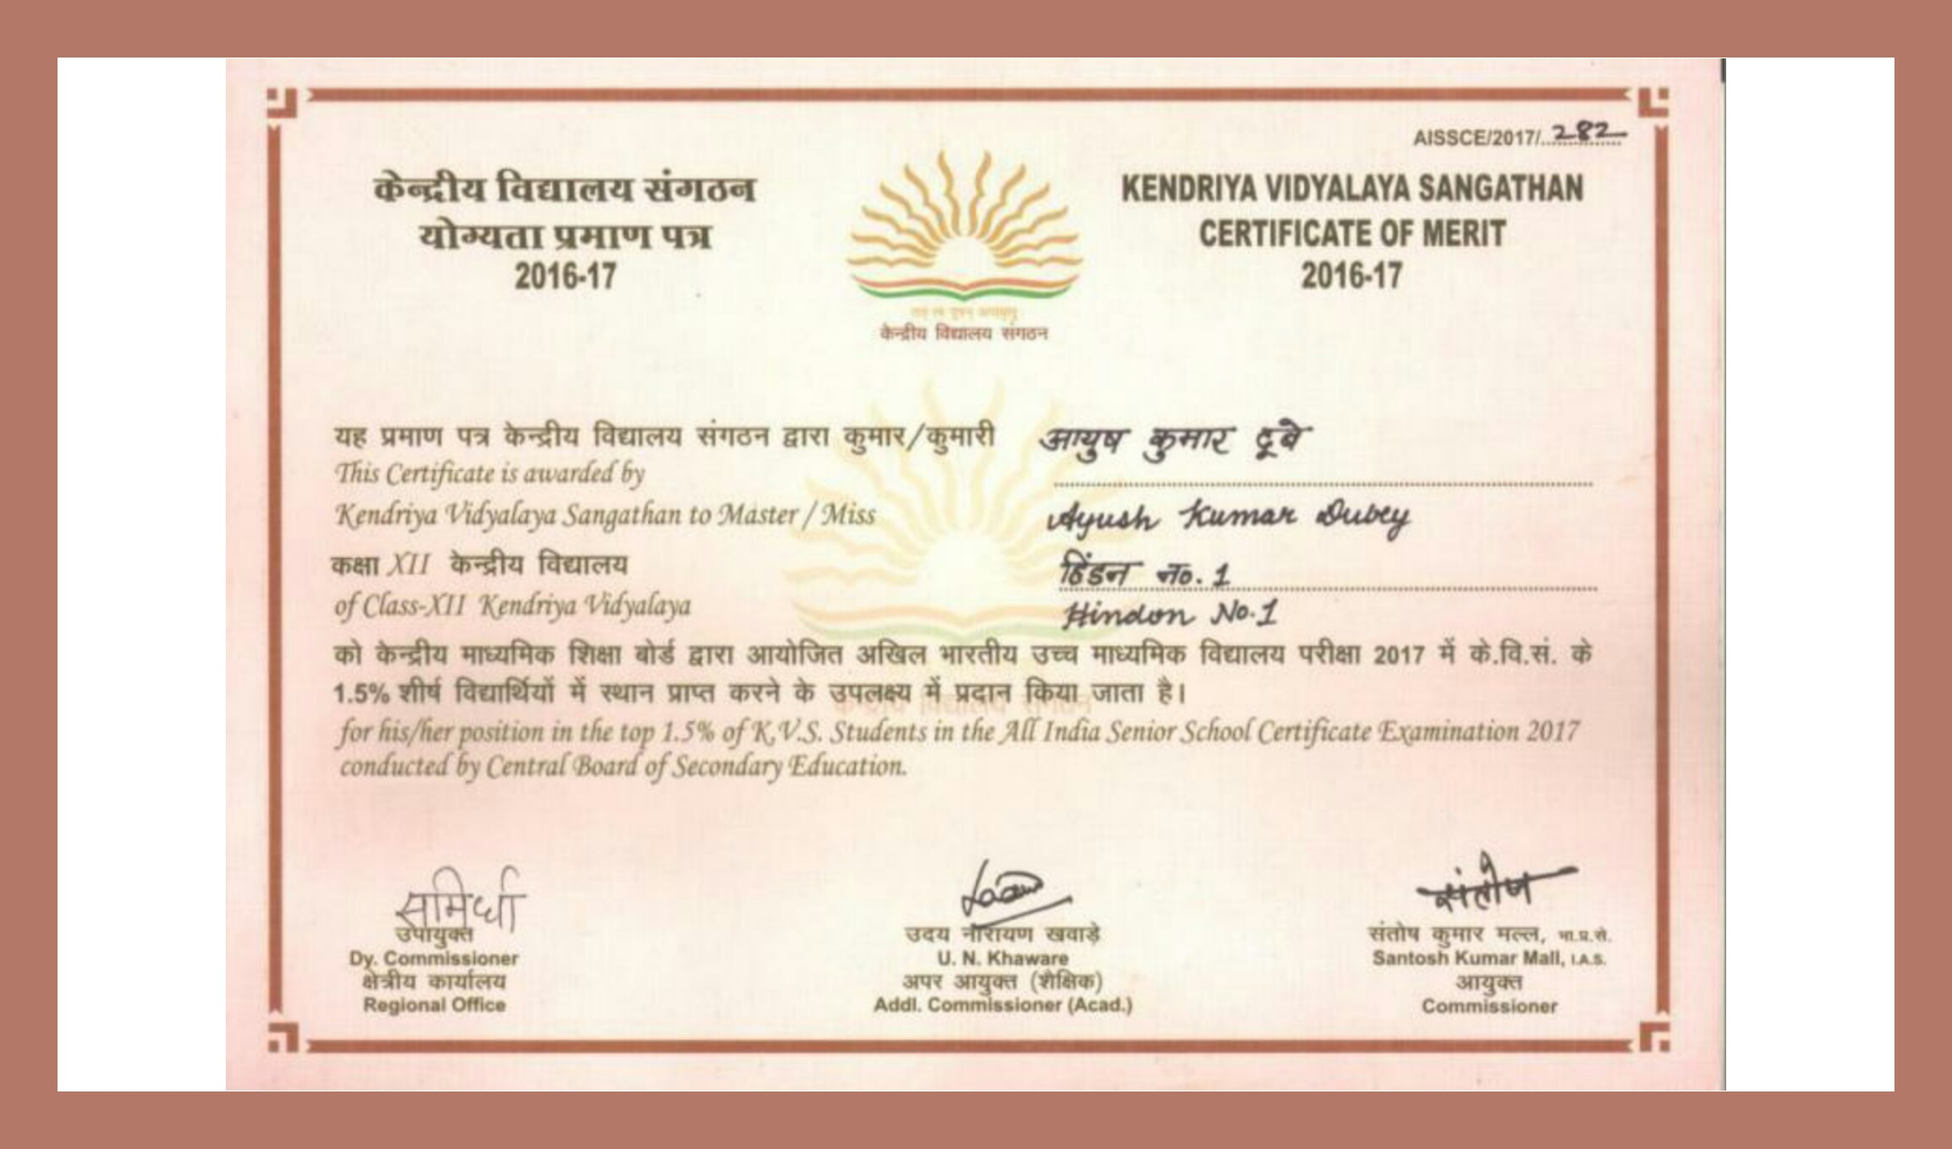 AISSCE/2017/..282
केन्द्रीय विद्यालय संगठन
योग्यता प्रमाण पत्र
2016-17
KENDRIYA VIDYALAYA SANGATHAN
CERTIFICATE OF MERIT
2016-17
केन्द्रीय विद्यालय संगठन
यह प्रमाण पत्र केन्द्रीय विद्यालय संगठन द्वारा कुमार/कुमारी आयुष कुमार दूबे
This Certificate is awarded by
Kendriya Vidyalaya Sangathan to Master / Miss Ayush Kumar Dubey
कक्षा XII केन्द्रीय विद्यालय हिंडन नं. 1
of Class-XII Kendriya Vidyalaya Hindon No.1
को केन्द्रीय माध्यमिक शिक्षा बोर्ड द्वारा आयोजित अखिल भारतीय उच्च माध्यमिक विद्यालय परीक्षा 2017 में के.वि.सं. के
1.5% शीर्ष विद्यार्थियों में स्थान प्राप्त करने के उपलक्ष्य में प्रदान किया जाता है।
for his/her position in the top 1.5% of K.V.S. Students in the All India Senior School Certificate Examination 2017
conducted by Central Board of Secondary Education.
उपायुक्त
Dy. Commissioner
क्षेत्रीय कार्यालय
Regional Office
उदय नारायण खवाड़े
U. N. Khaware
अपर आयुक्त (शैक्षिक)
Addl. Commissioner (Acad.)
संतोष
संतोष कुमार मल्ल, भा.प्र.से.
Santosh Kumar Mall, I.A.S.
आयुक्त
Commissioner